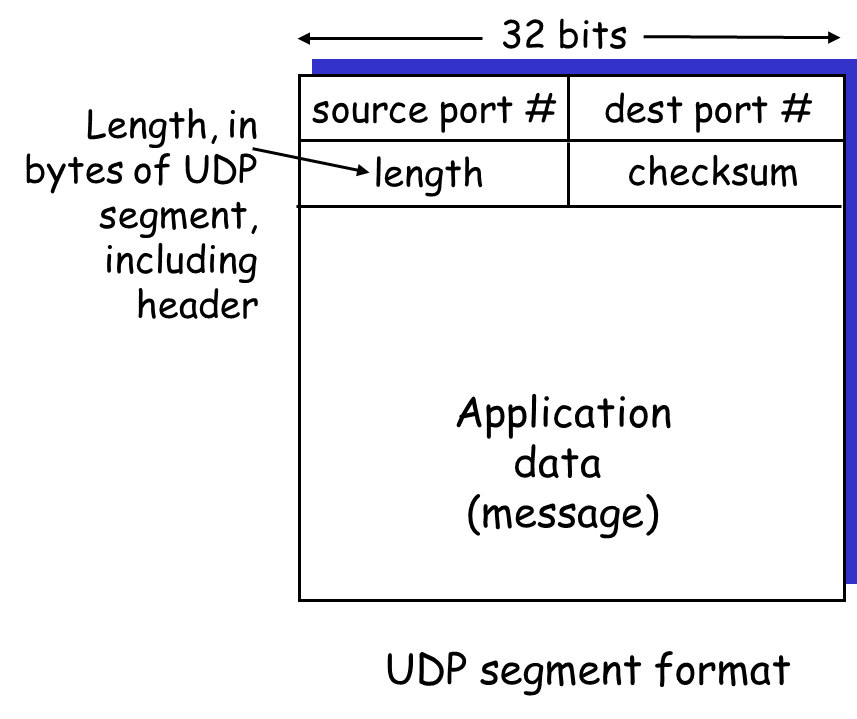 32 bits
source port #
dest port #
Length, in
bytes of UDP
segment,
including
header
length
checksum
Application
data
(message)
UDP segment format